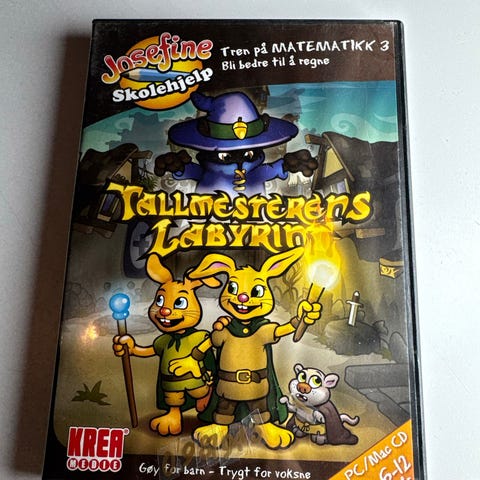 Josefine
Skolehjelp
Tren på MATEMATIKK 3
Bli bedre til å regne
TALLMESTERENS
LABYRINT
KREA
MEDIE
Gøy for barn – Trygt for voksne
PC/Mac CD
6-12